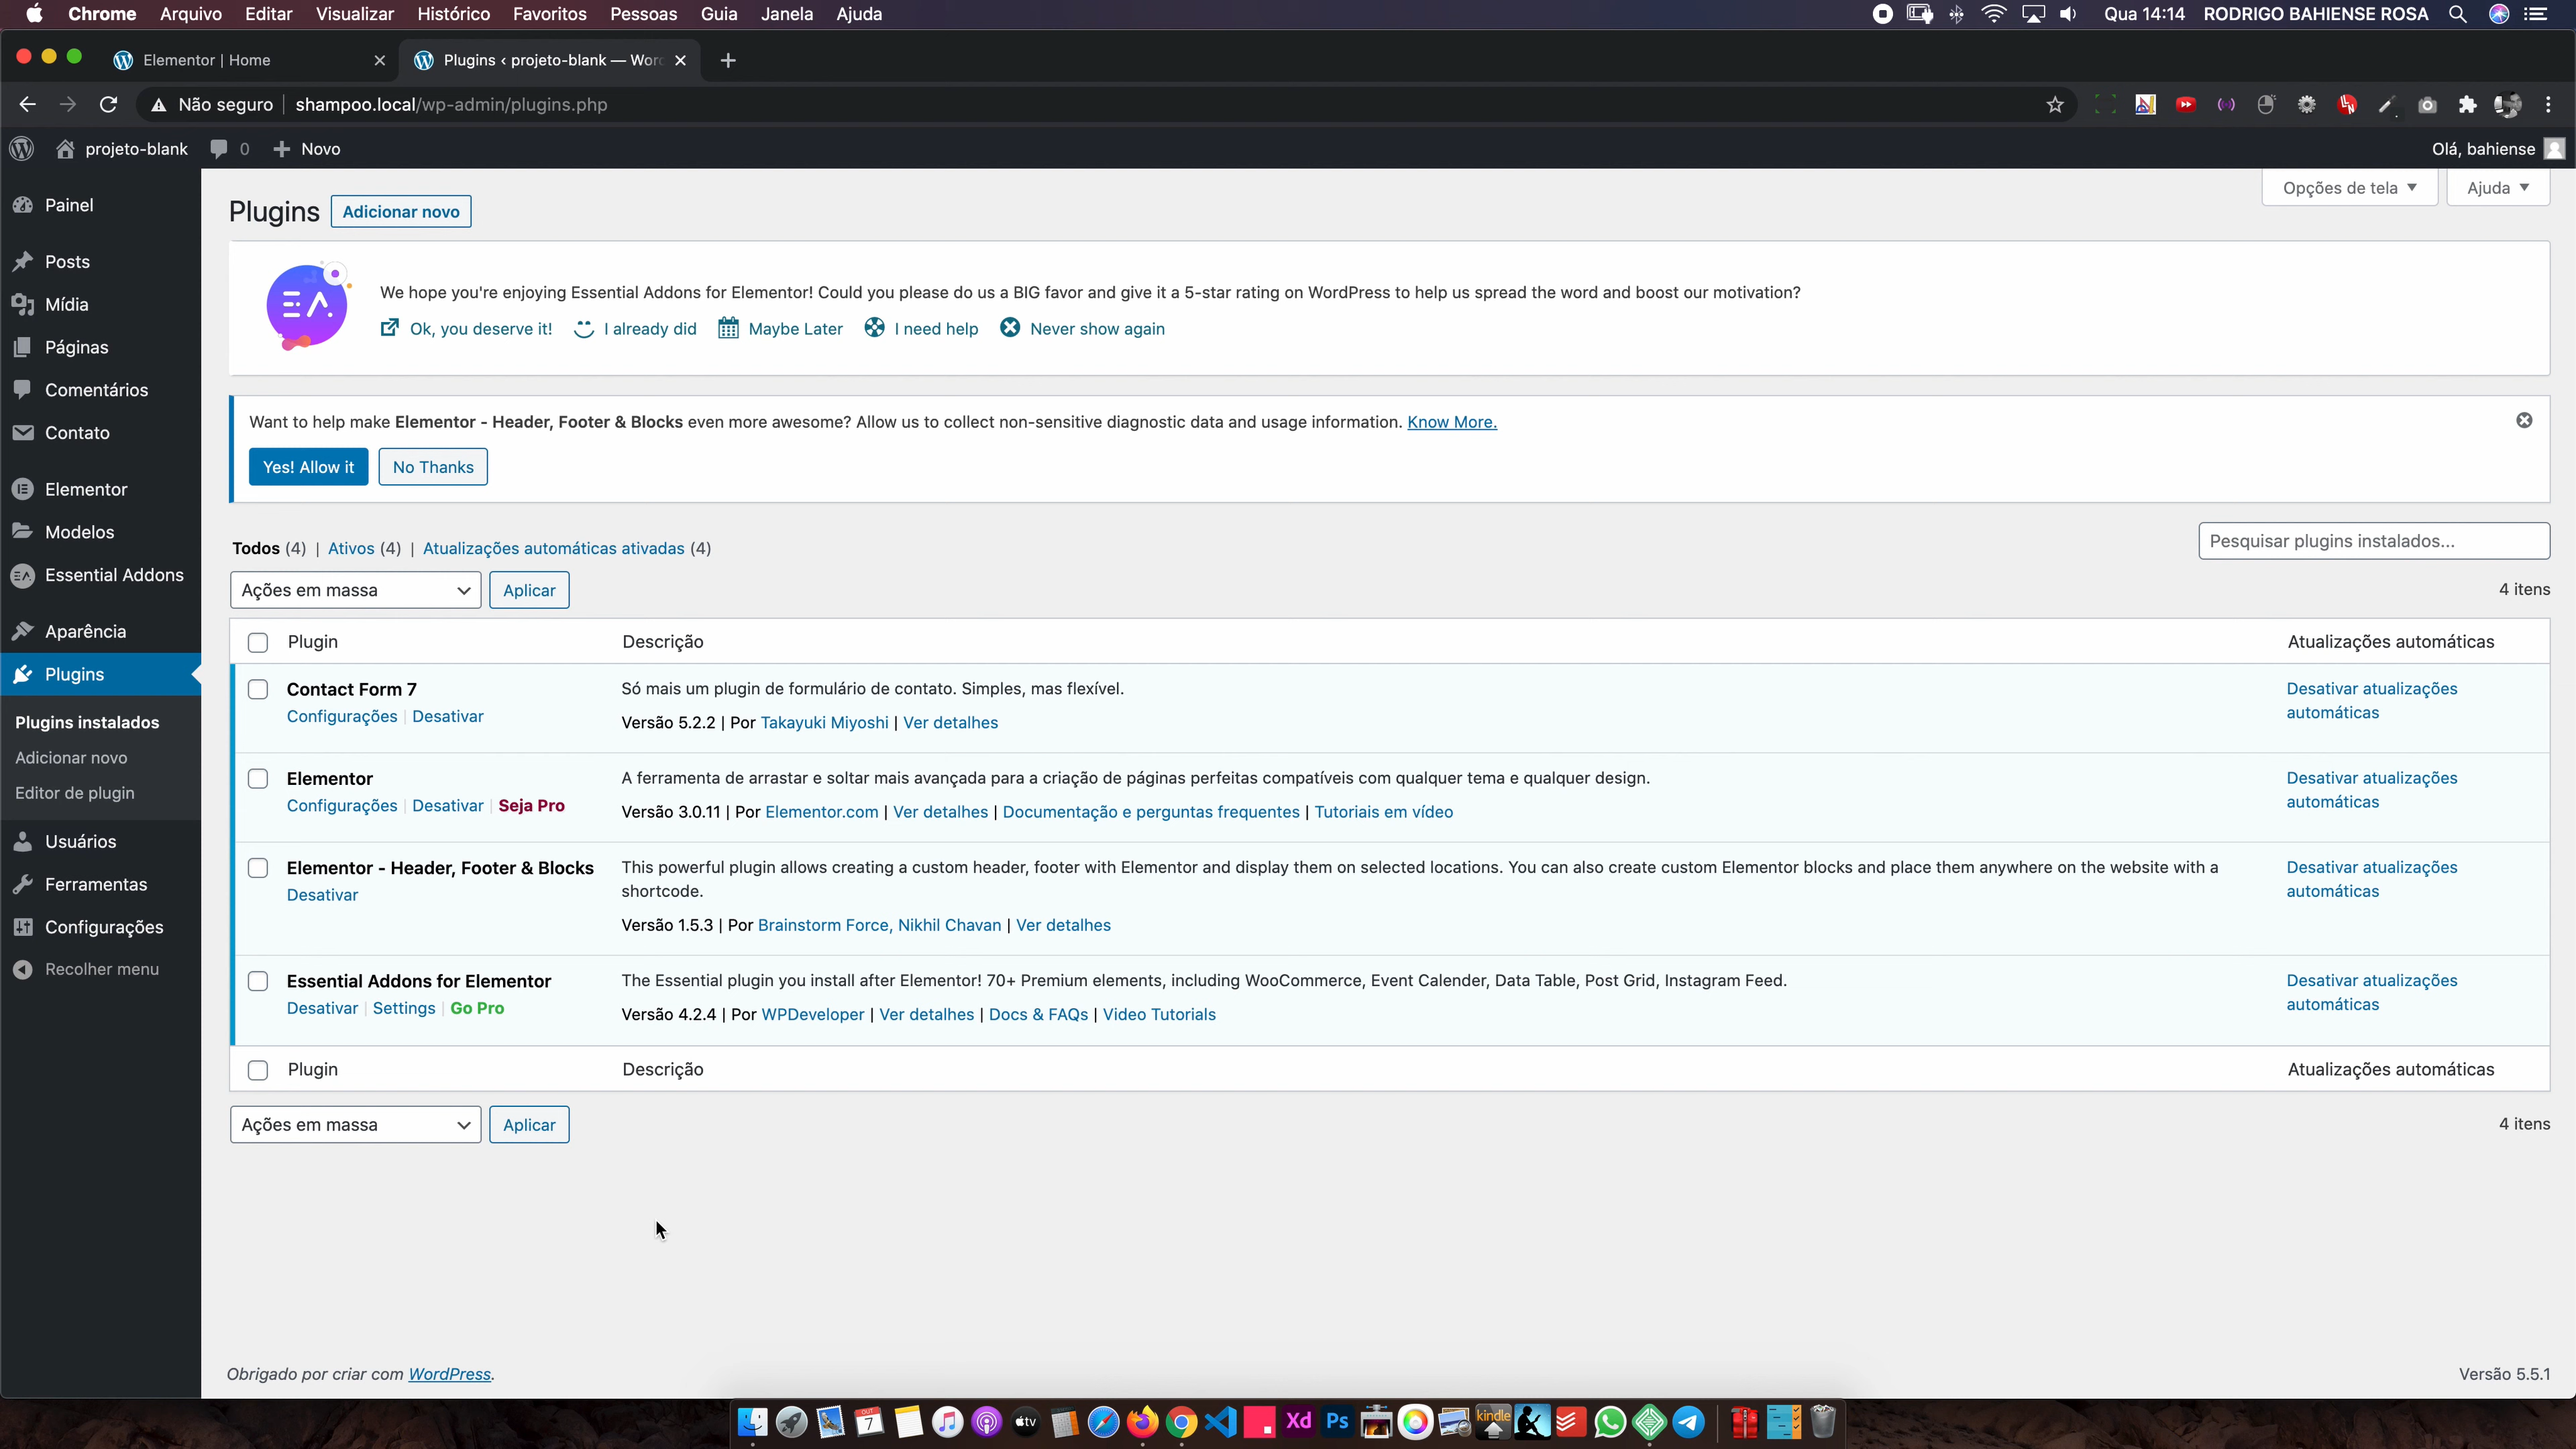 Chrome Arquivo Editar Visualizar Histórico Favoritos Pessoas Guia Janela Ajuda
Qua 14:14 RODRIGO BAHIENSE ROSA
Elementor | Home
Plugins ‹ projeto-blank — Wor
Não seguro shampoo.local/wp-admin/plugins.php
projeto-blank 0 Novo
Olá, bahiense
Painel
Posts
Mídia
Páginas
Comentários
Contato
Elementor
Modelos
Essential Addons
Aparência
Plugins
Plugins instalados
Adicionar novo
Editor de plugin
Usuários
Ferramentas
Configurações
Recolher menu
Opções de tela
Ajuda
Plugins Adicionar novo
We hope you're enjoying Essential Addons for Elementor! Could you please do us a BIG favor and give it a 5-star rating on WordPress to help us spread the word and boost our motivation?
Ok, you deserve it! I already did Maybe Later I need help Never show again
Want to help make Elementor - Header, Footer & Blocks even more awesome? Allow us to collect non-sensitive diagnostic data and usage information. Know More.
Yes! Allow it No Thanks
Todos (4) | Ativos (4) | Atualizações automáticas ativadas (4)
Pesquisar plugins instalados...
Ações em massa Aplicar
4 itens
Plugin Descrição Atualizações automáticas
Contact Form 7
Configurações | Desativar
Só mais um plugin de formulário de contato. Simples, mas flexível.
Versão 5.2.2 | Por Takayuki Miyoshi | Ver detalhes
Desativar atualizações
automáticas
Elementor
Configurações | Desativar | Seja Pro
A ferramenta de arrastar e soltar mais avançada para a criação de páginas perfeitas compatíveis com qualquer tema e qualquer design.
Versão 3.0.11 | Por Elementor.com | Ver detalhes | Documentação e perguntas frequentes | Tutoriais em vídeo
Desativar atualizações
automáticas
Elementor - Header, Footer & Blocks
Desativar
This powerful plugin allows creating a custom header, footer with Elementor and display them on selected locations. You can also create custom Elementor blocks and place them anywhere on the website with a
shortcode.
Versão 1.5.3 | Por Brainstorm Force, Nikhil Chavan | Ver detalhes
Desativar atualizações
automáticas
Essential Addons for Elementor
Desativar | Settings | Go Pro
The Essential plugin you install after Elementor! 70+ Premium elements, including WooCommerce, Event Calender, Data Table, Post Grid, Instagram Feed.
Versão 4.2.4 | Por WPDeveloper | Ver detalhes | Docs & FAQs | Video Tutorials
Desativar atualizações
automáticas
Plugin Descrição Atualizações automáticas
Ações em massa Aplicar
4 itens
Obrigado por criar com WordPress.
Versão 5.5.1
OUT
7
tv
Xd
Ps
kindle